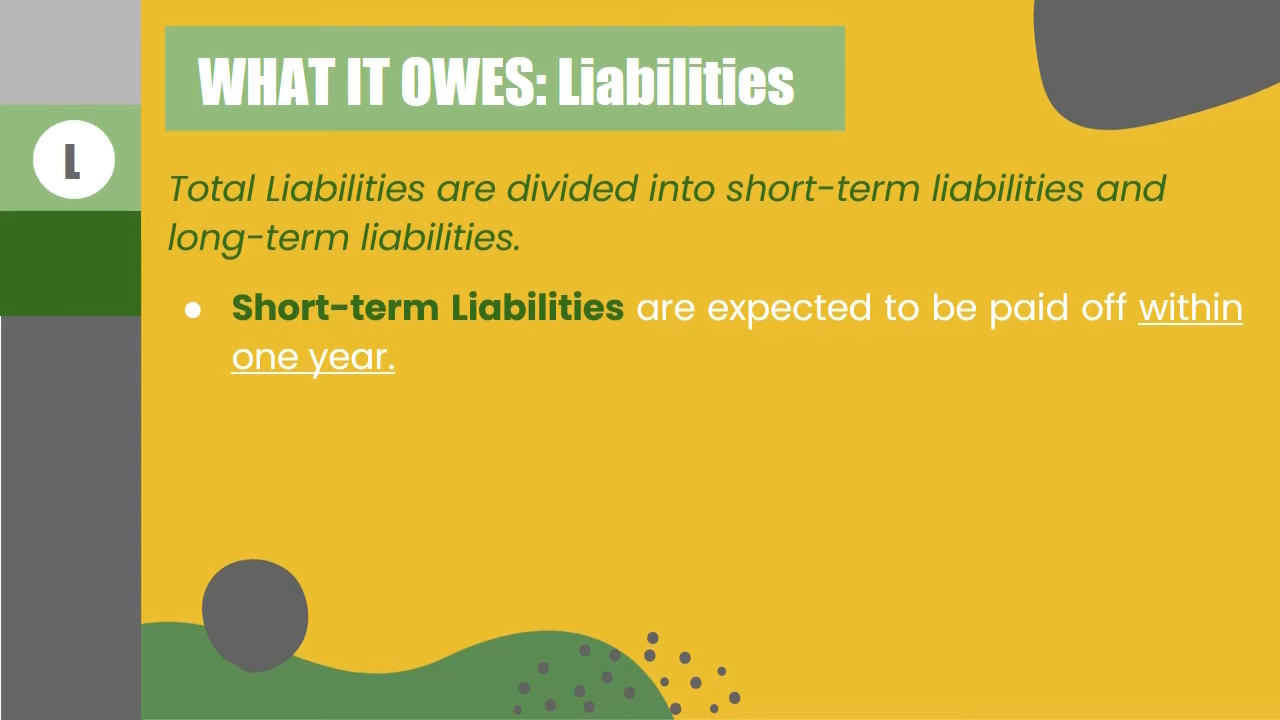 WHAT IT OWES: Liabilities
L
Total Liabilities are divided into short-term liabilities and
long-term liabilities.
● Short-term Liabilities are expected to be paid off within
one year.